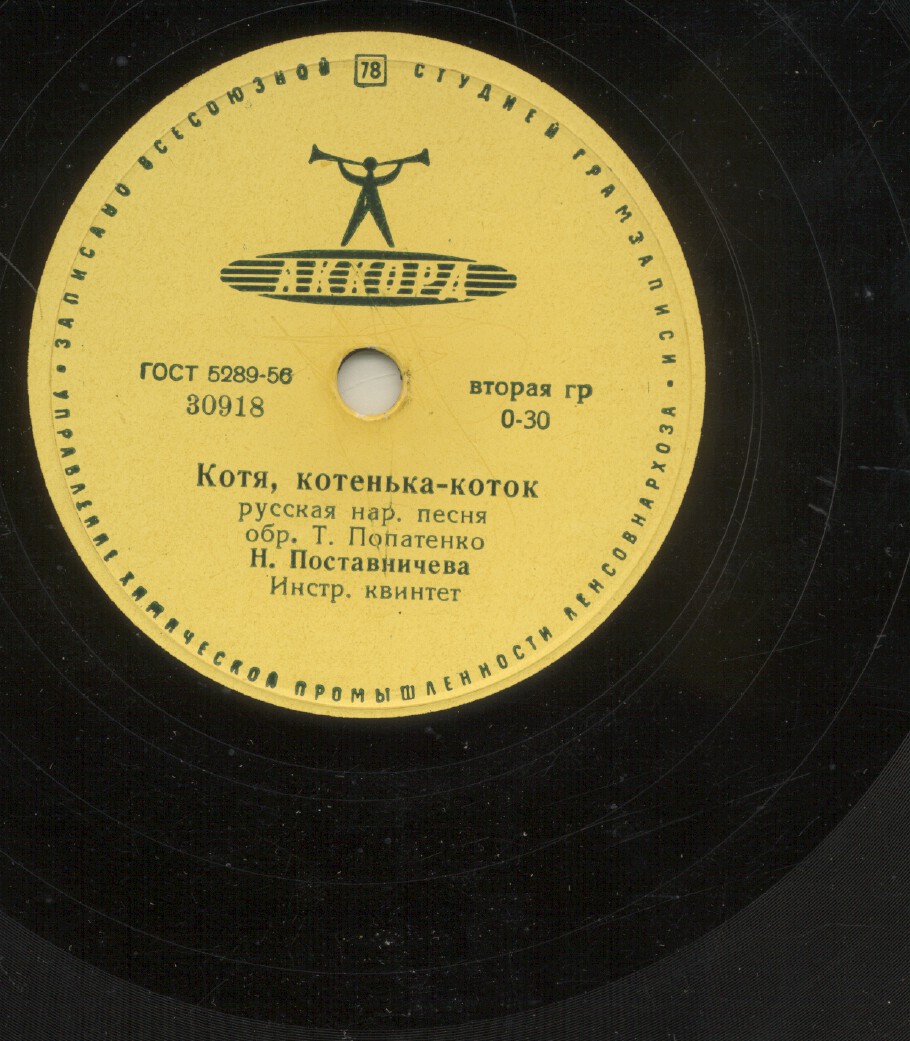 ЗАПИСАНО ВСЕСОЮЗНОЙ 78 СТУДИЕЙ ГРАМЗАПИСИ
АККОРД
ГОСТ 5289-56
30918
вторая гр
0-30
Котя, котенька-коток
русская нар. песня
обр. Т. Попатенко
Н. Поставничева
Инстр. квинтет
УПРАВЛЕНИЕ ХИМИЧЕСКОЙ ПРОМЫШЛЕННОСТИ ЛЕНСОВНАРХОЗА